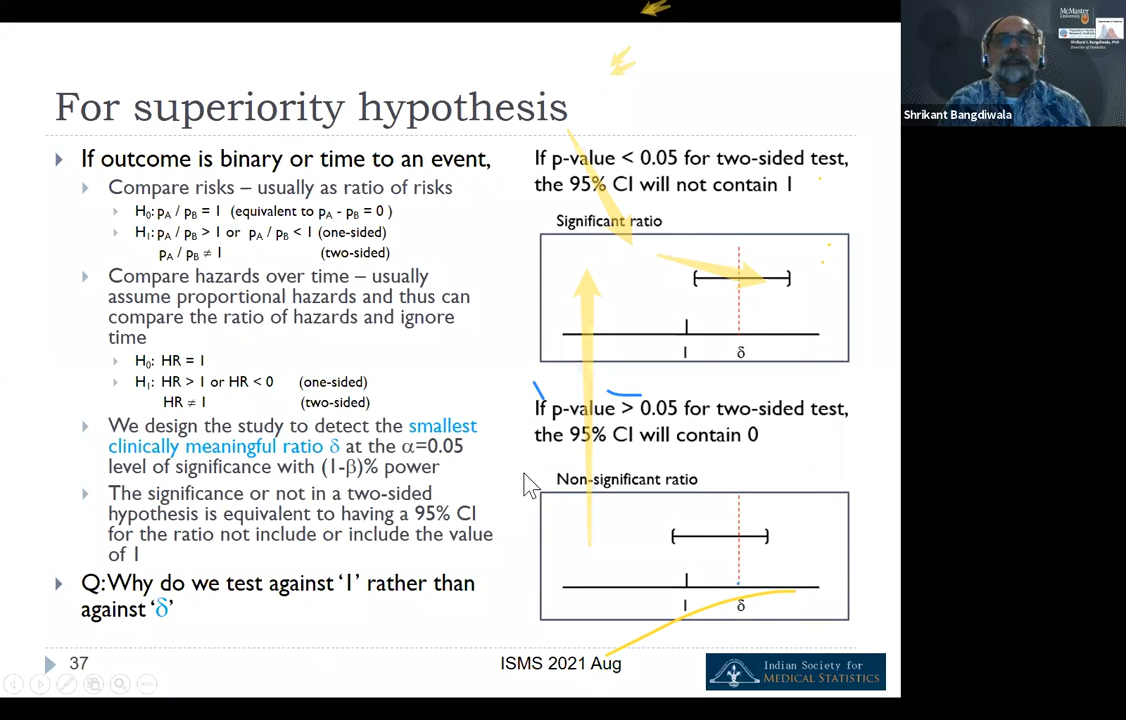 For superiority hypothesis
If outcome is binary or time to an event,
Compare risks – usually as ratio of risks
H₀: pA / pB = 1 (equivalent to pA - pB = 0 )
H₁: pA / pB > 1 or pA / pB < 1 (one-sided)
pA / pB ≠ 1 (two-sided)
Compare hazards over time – usually
assume proportional hazards and thus can
compare the ratio of hazards and ignore
time
H₀: HR = 1
H₁: HR > 1 or HR < 0 (one-sided)
HR ≠ 1 (two-sided)
We design the study to detect the smallest
clinically meaningful ratio δ at the α=0.05
level of significance with (1-β)% power
The significance or not in a two-sided
hypothesis is equivalent to having a 95% CI
for the ratio not include or include the value
of 1
Q: Why do we test against '1' rather than
against 'δ'
If p-value < 0.05 for two-sided test,
the 95% CI will not contain 1
Significant ratio
1 δ
If p-value > 0.05 for two-sided test,
the 95% CI will contain 0
Non-significant ratio
1 δ
37
ISMS 2021 Aug
Indian Society for
MEDICAL STATISTICS
McMaster
University
Shrikant Bangdiwala